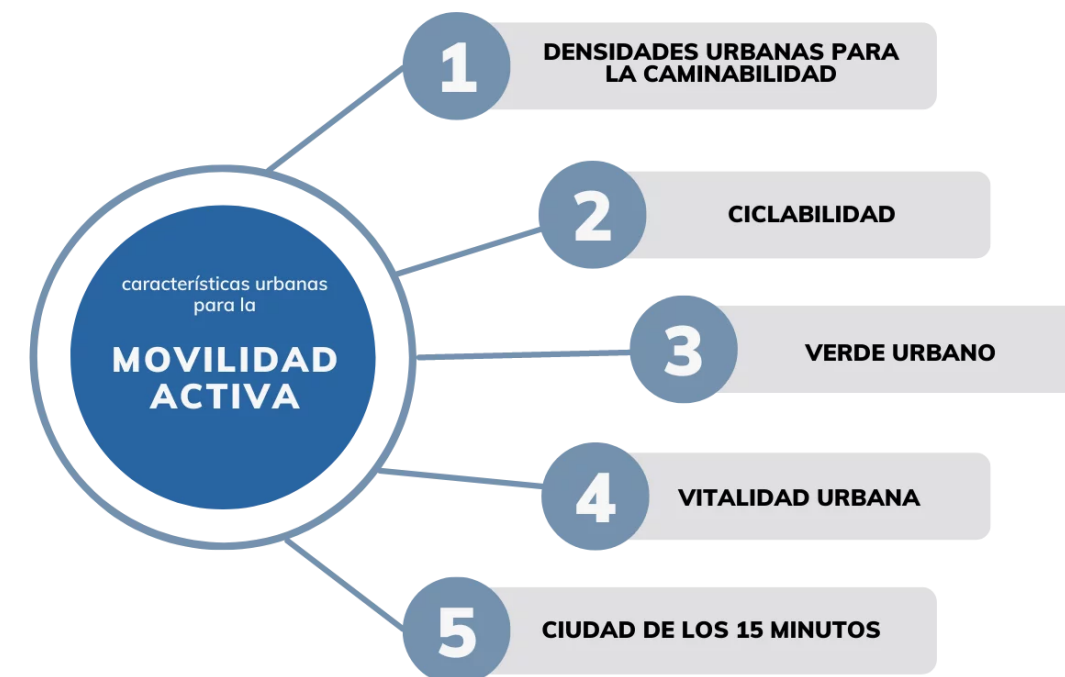 1
DENSIDADES URBANAS PARA
LA CAMINABILIDAD
2
CICLABILIDAD
características urbanas
para la
MOVILIDAD
ACTIVA
3
VERDE URBANO
4
VITALIDAD URBANA
5
CIUDAD DE LOS 15 MINUTOS